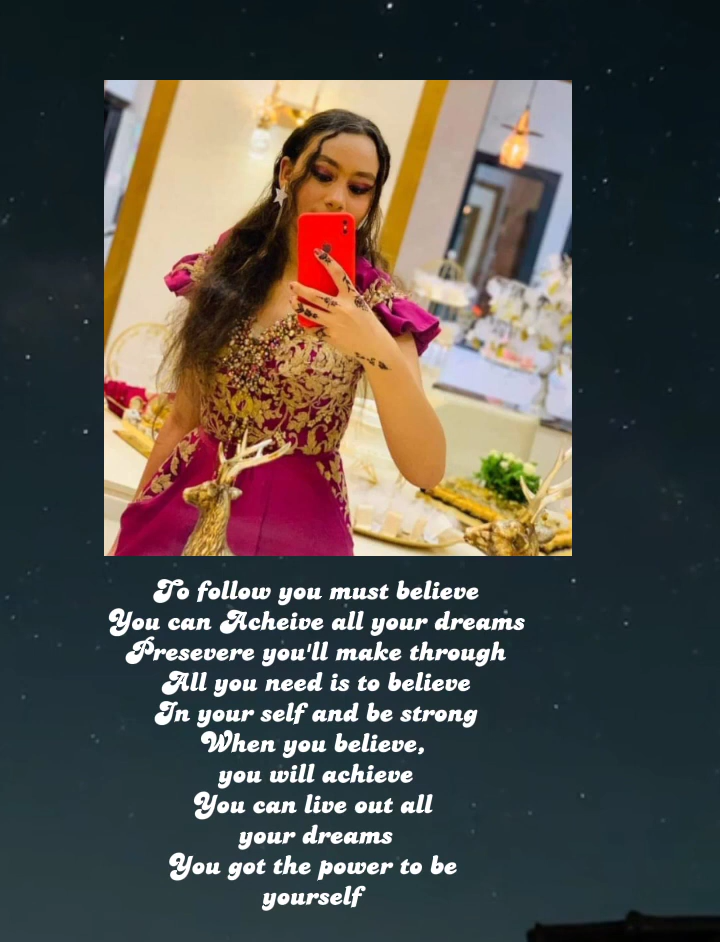 To follow you must believe
You can Acheive all your dreams
Presevere you'll make through
All you need is to believe
In your self and be strong
When you believe,
you will achieve
You can live out all
your dreams
You got the power to be
yourself